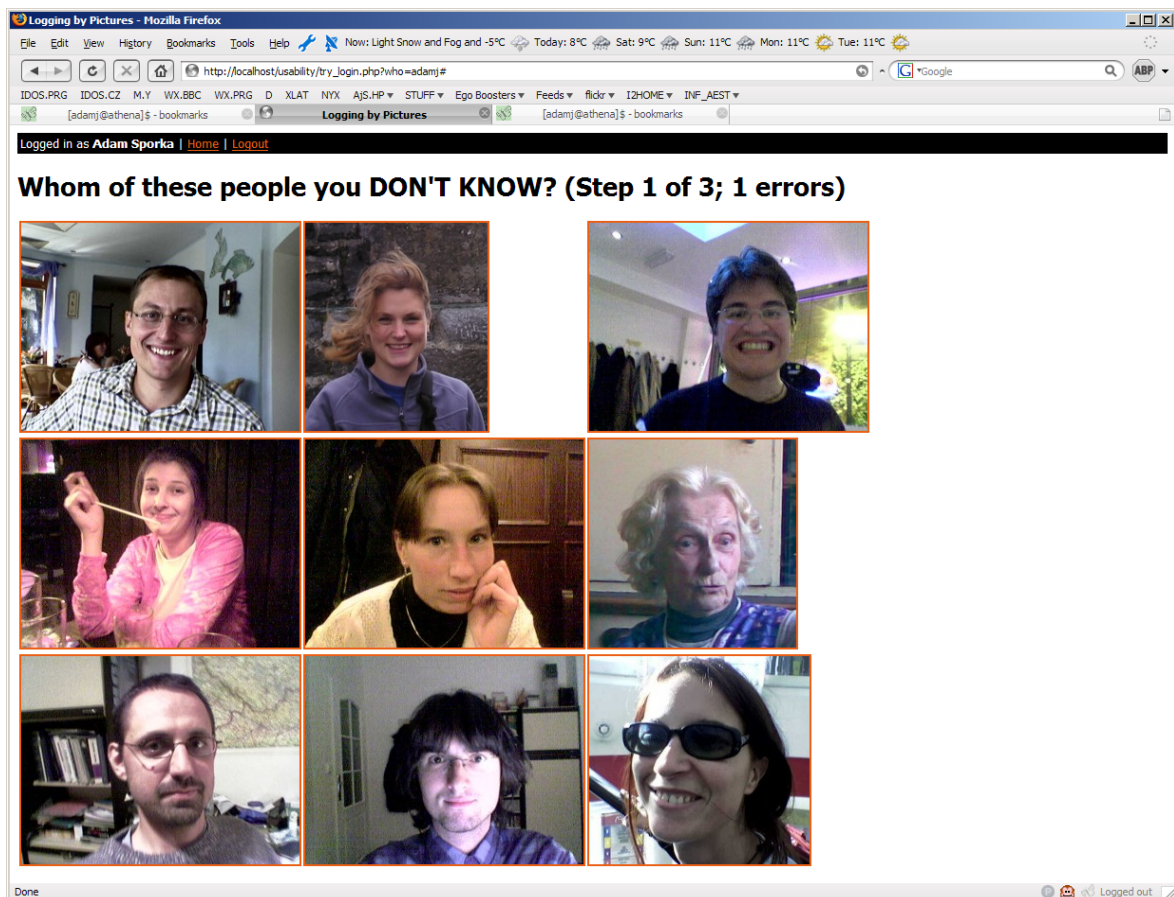 Logging by Pictures - Mozilla Firefox
File Edit View History Bookmarks Tools Help Now: Light Snow and Fog and -5°C Today: 8°C Sat: 9°C Sun: 11°C Mon: 11°C Tue: 11°C
http://localhost/usability/try_login.php?who=adamj# G Google ABP
IDOS.PRG IDOS.CZ M.Y WX.BBC WX.PRG D XLAT NYX AjS.HP STUFF Ego Boosters Feeds flickr I2HOME INF_AEST
[adamj@athena]$ - bookmarks Logging by Pictures [adamj@athena]$ - bookmarks
Logged in as Adam Sporka | Home | Logout
Whom of these people you DON'T KNOW? (Step 1 of 3; 1 errors)
Done Logged out